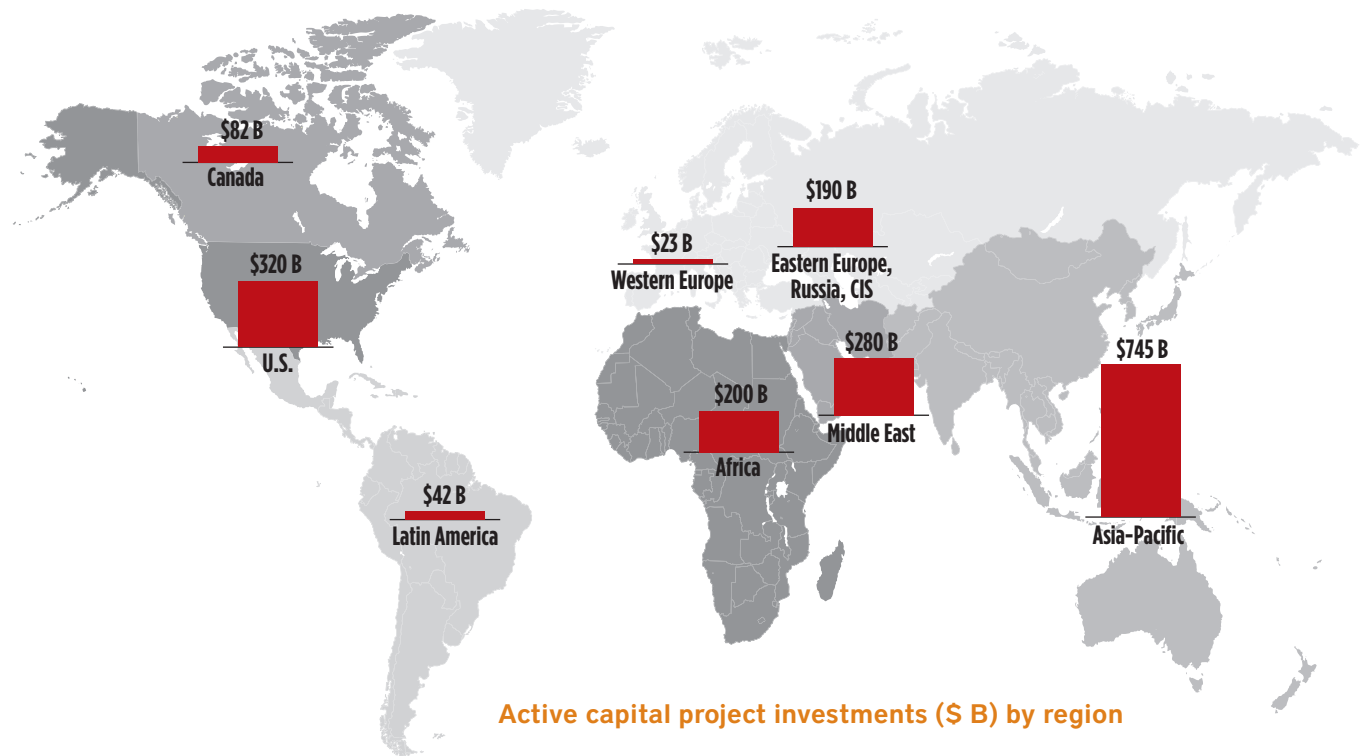 $82 B
Canada
$320 B
U.S.
$42 B
Latin America
$23 B
Western Europe
$190 B
Eastern Europe,
Russia, CIS
$280 B
Middle East
$200 B
Africa
$745 B
Asia-Pacific
Active capital project investments ($ B) by region